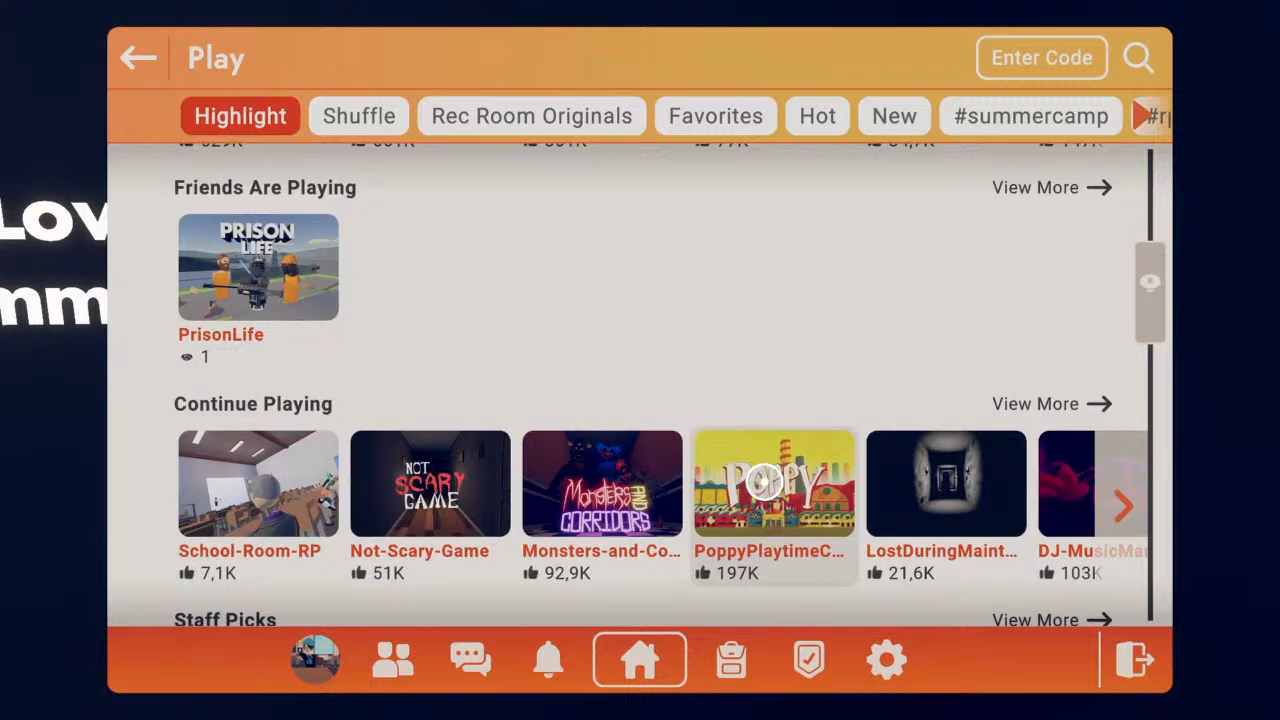 Play
Enter Code
Highlight
Shuffle
Rec Room Originals
Favorites
Hot
New
#summercamp
Friends Are Playing
View More
PRISON
LIFE
PrisonLife
1
Continue Playing
View More
NOT
SCARY
GAME
MONSTERS
AND
CORRIDORS
POPPY
School-Room-RP
Not-Scary-Game
Monsters-and-Co...
PoppyPlaytimeC...
LostDuringMaint...
7,1K
51K
92,9K
197K
21,6K
103K
Staff Picks
View More